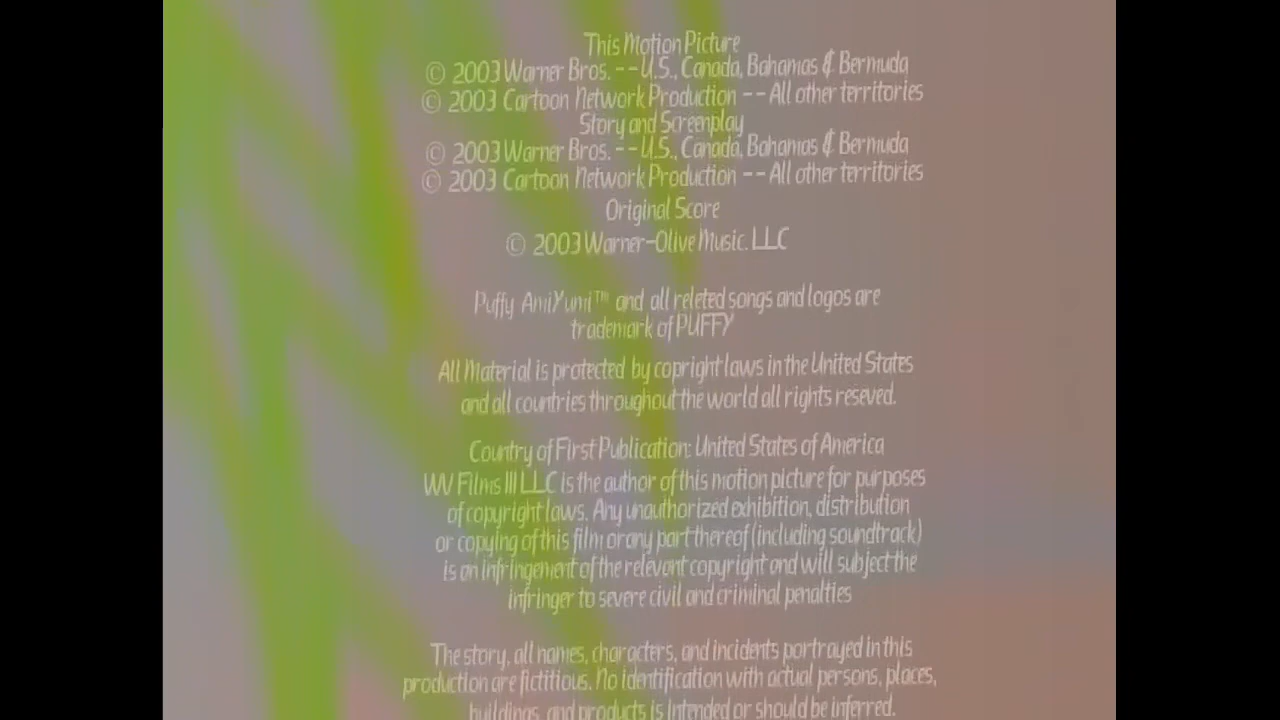 This Motion Picture
© 2003 Warner Bros. -- U.S., Canada, Bahamas & Bermuda
© 2003 Cartoon Network Production -- All other territories
Story and Screenplay
© 2003 Warner Bros. -- U.S., Canada, Bahamas & Bermuda
© 2003 Cartoon Network Production -- All other territories
Original Score
© 2003 Warner-Olive Music. LLC
Puffy AmiYumi™ and all releted songs and logos are
trademark of PUFFY
All Material is protected by copright laws in the United States
and all countries throughout the world all rights reseved.
Country of First Publication: United States of America
WV Films III LLC is the author of this motion picture for purposes
of copyright laws. Any unauthorized exhibition, distribution
or copying of this film or any part thereof (including soundtrack)
is an infringement of the relevant copyright and will subject the
infringer to severe civil and criminal penalties
The story, all names, characters, and incidents portrayed in this
production are fictitious. No identification with actual persons, places,
buildings, and products is intended or should be inferred.